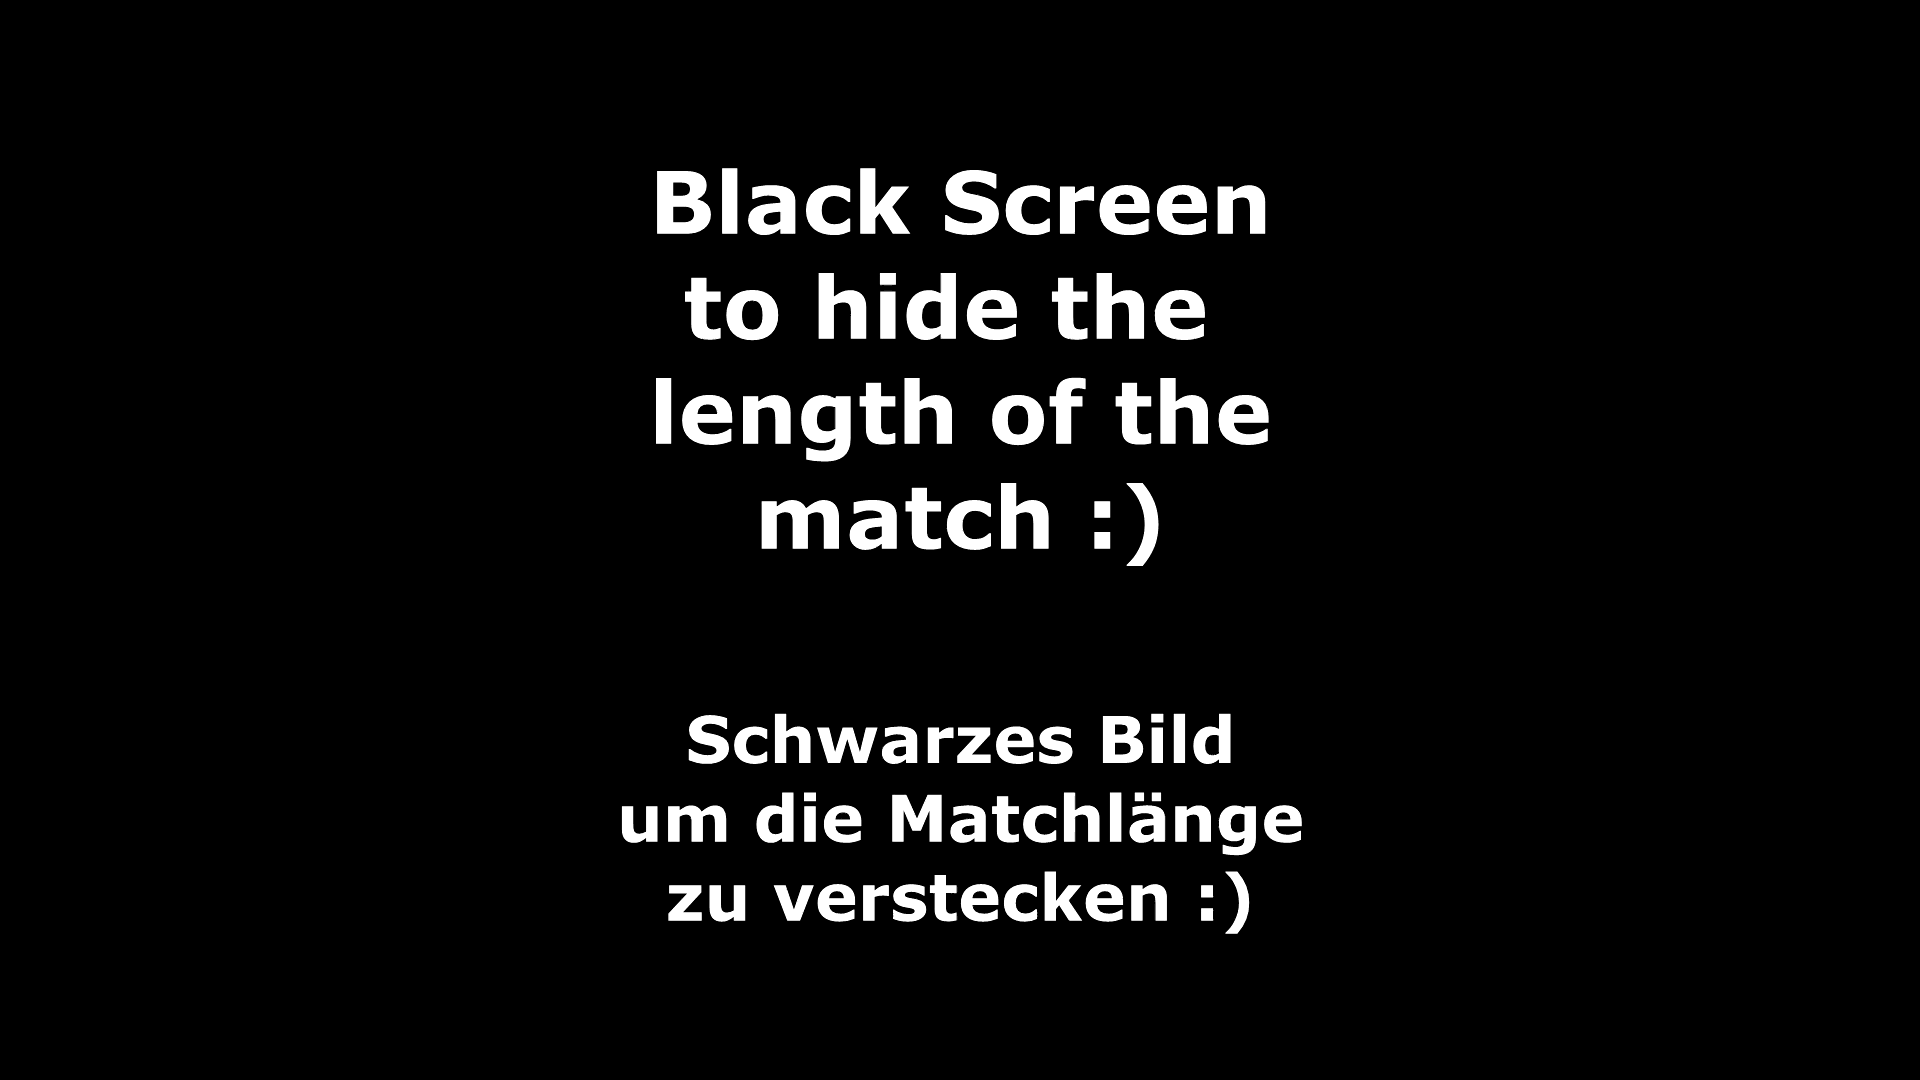 Black Screen
to hide the
length of the
match :)
Schwarzes Bild
um die Matchlänge
zu verstecken :)